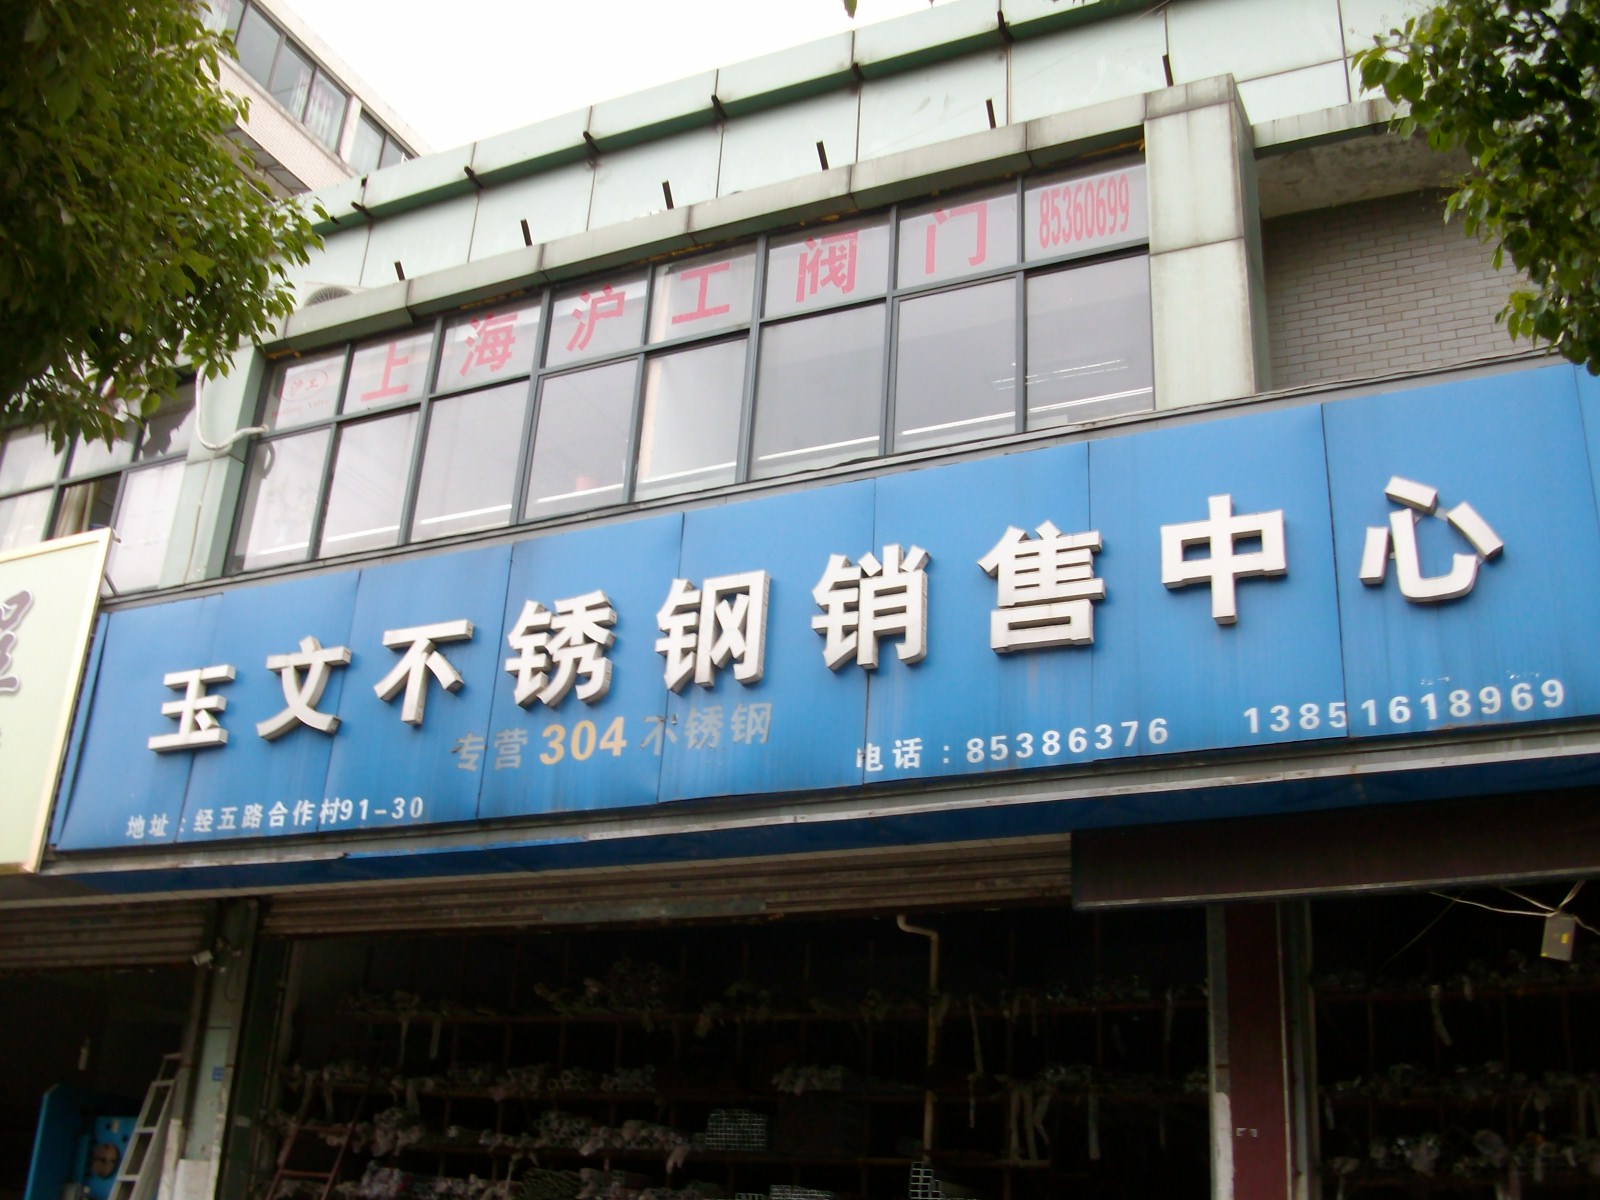 沪工
上海沪工阀门 85360699
玉文不锈钢销售中心
专营304不锈钢
电话：85386376 13851618969
地址：经五路合作村91-30